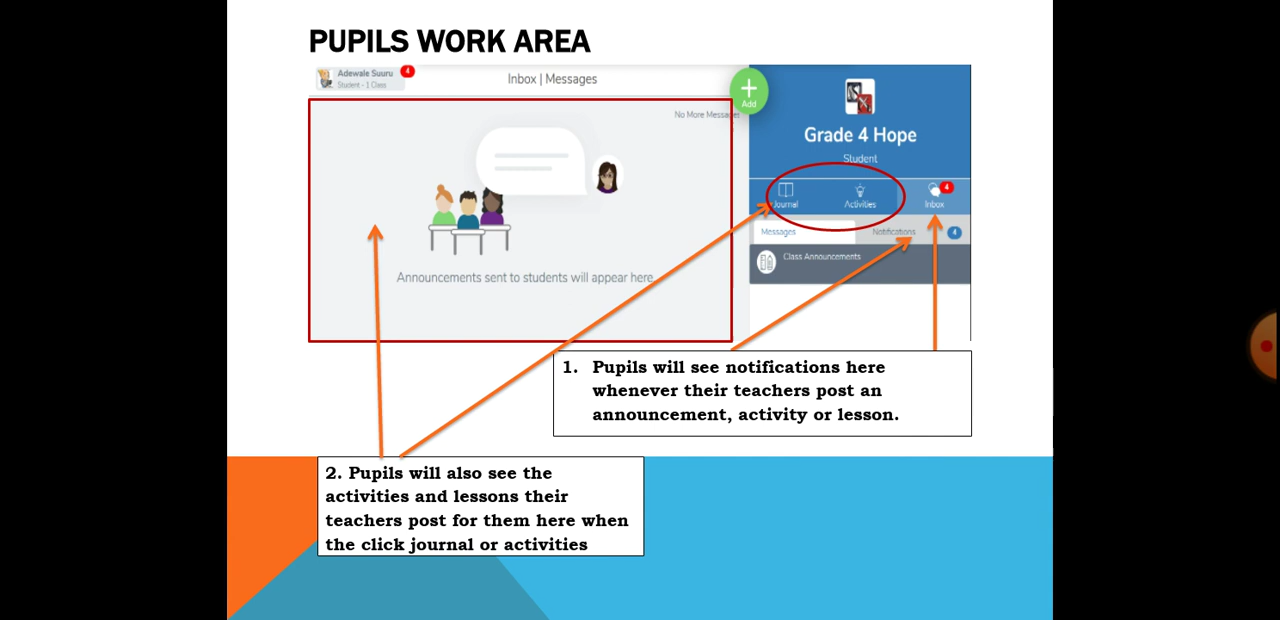 PUPILS WORK AREA
Adewale Suuru
4
Student - 1 Class
Inbox | Messages
Add
No More Messages
Announcements sent to students will appear here.
Grade 4 Hope
Student
Journal
Activities
4
Inbox
Messages
Notifications
4
Class Announcements
1. Pupils will see notifications here
whenever their teachers post an
announcement, activity or lesson.
2. Pupils will also see the
activities and lessons their
teachers post for them here when
the click journal or activities